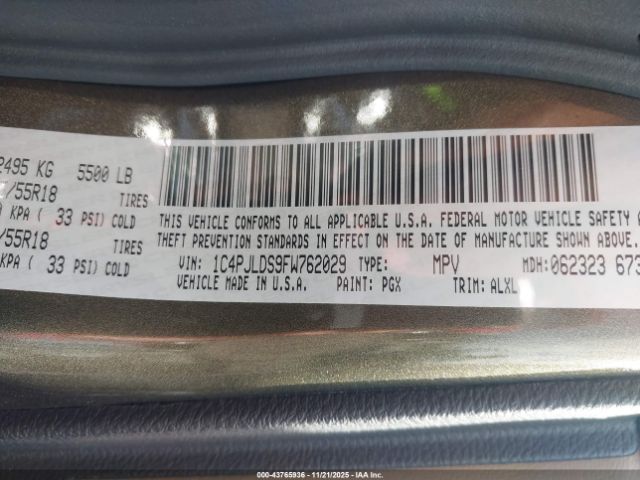 2495 KG 5500 LB
/55R18 TIRES
KPA ( 33 PSI) COLD
/55R18 TIRES
KPA ( 33 PSI) COLD
THIS VEHICLE CONFORMS TO ALL APPLICABLE U.S.A. FEDERAL MOTOR VEHICLE SAFETY
THEFT PREVENTION STANDARDS IN EFFECT ON THE DATE OF MANUFACTURE SHOWN ABOVE.
VIN: 1C4PJLDS9FW762029 TYPE: MPV MDH: 062323 673
VEHICLE MADE IN U.S.A. PAINT: PGX TRIM: ALXL
000-43765936 - 11/21/2025 - IAA Inc.